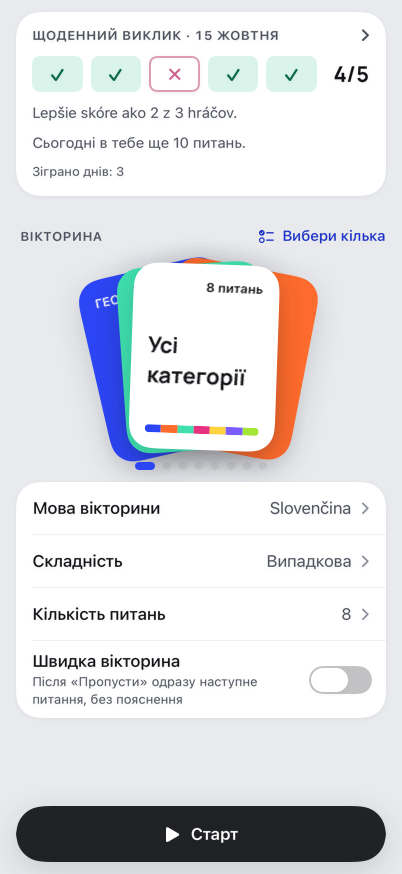 ЩОДЕННИЙ ВИКЛИК · 15 ЖОВТНЯ
4/5
Lepšie skóre ako 2 z 3 hráčov.
Сьогодні в тебе ще 10 питань.
Зіграно днів: 3
ВІКТОРИНА
Вибери кілька
8 питань
Усі
категорії
Мова вікторини
Slovenčina
Складність
Випадкова
Кількість питань
8
Швидка вікторина
Після «Пропусти» одразу наступне
питання, без пояснення
Старт